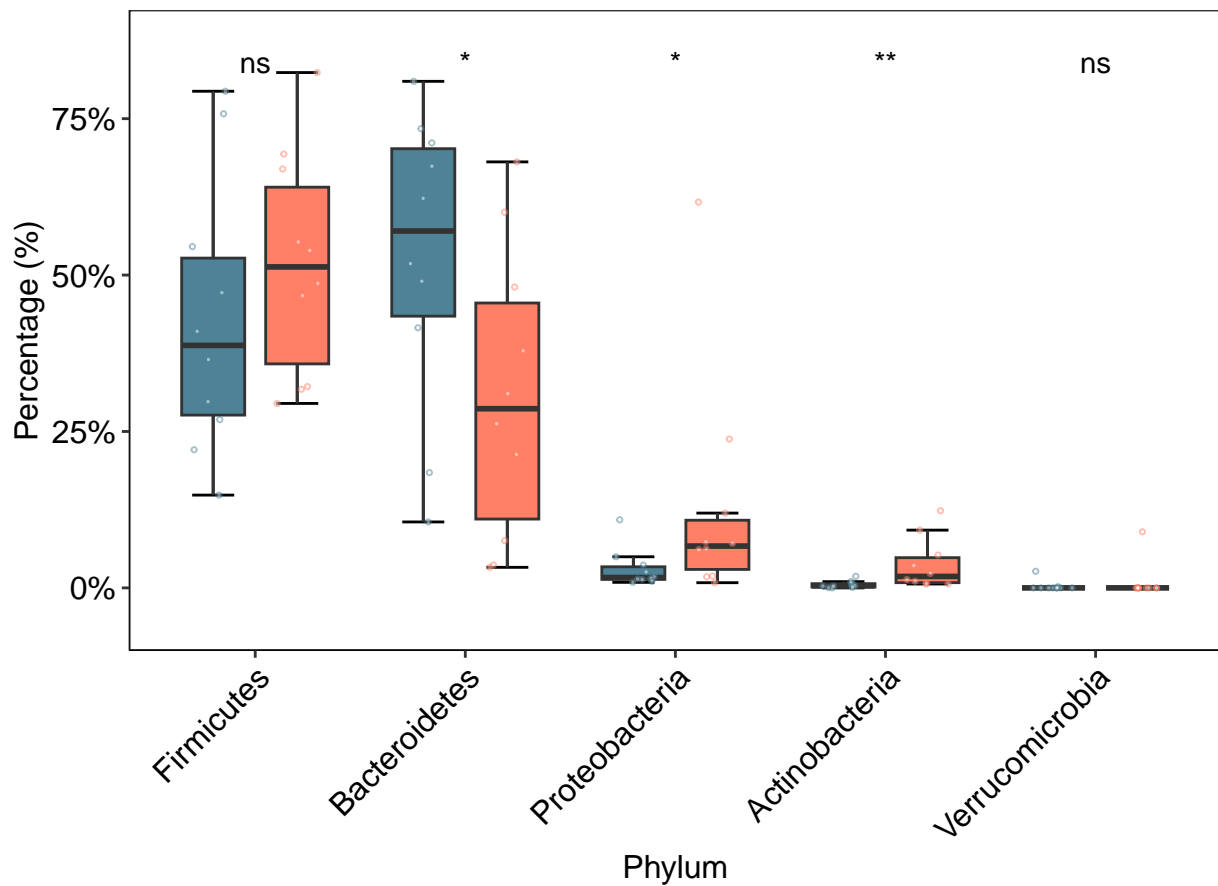 ns * * ** ns
75%
50%
25%
0%
Percentage (%)
Firmicutes
Bacteroidetes
Proteobacteria
Actinobacteria
Verrucomicrobia
Phylum